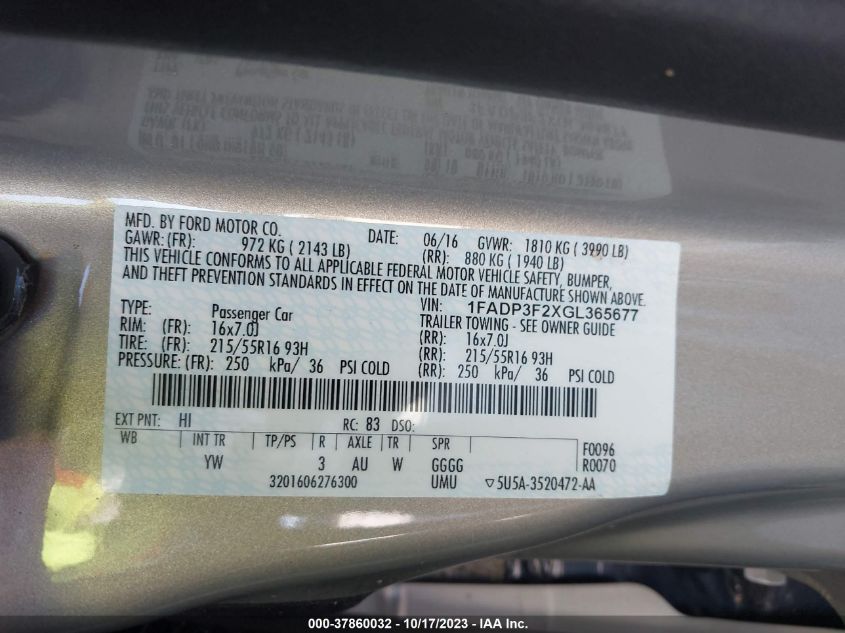 MFD. BY FORD MOTOR CO. DATE: 06/16 GVWR: 1810 KG ( 3990 LB)
GAWR: (FR): 972 KG ( 2143 LB) (RR): 880 KG ( 1940 LB)
THIS VEHICLE CONFORMS TO ALL APPLICABLE FEDERAL MOTOR VEHICLE SAFETY, BUMPER,
AND THEFT PREVENTION STANDARDS IN EFFECT ON THE DATE OF MANUFACTURE SHOWN ABOVE.
VIN: 1FADP3F2XGL365677
TYPE: Passenger Car TRAILER TOWING - SEE OWNER GUIDE
RIM: (FR): 16x7.0J (RR): 16x7.0J
TIRE: (FR): 215/55R16 93H (RR): 215/55R16 93H
PRESSURE: (FR): 250 kPa/ 36 PSI COLD (RR): 250 kPa/ 36 PSI COLD
EXT PNT: HI RC: 83 DSO:
WB INT TR TP/PS R AXLE TR SPR F0096
YW 3 AU W GGGG R0070
3201606276300 UMU ▽5U5A-3520472-AA
000-37860032 - 10/17/2023 - IAA Inc.